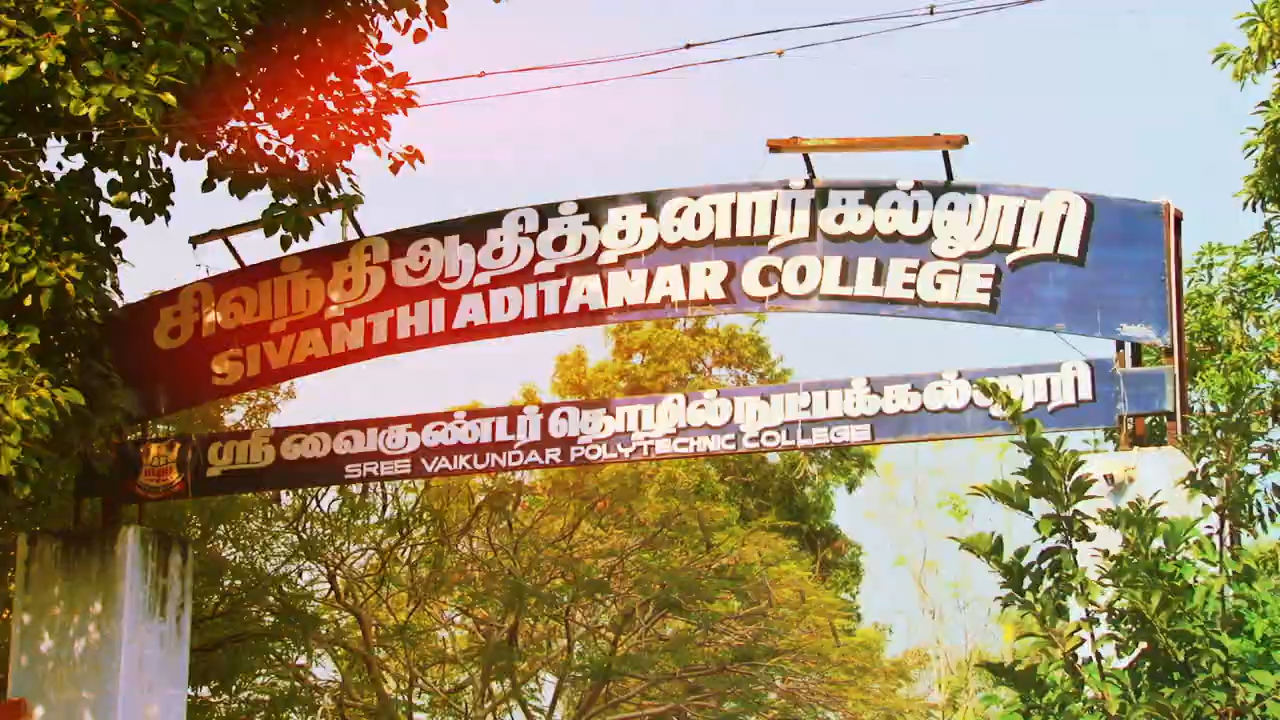 சிவந்தி ஆதித்தனார் கல்லூரி
SIVANTHI ADITANAR COLLEGE
ஸ்ரீ வைகுண்டர் தொழில் நுட்பக்கல்லூரி
SREE VAIKUNDAR POLYTECHNIC COLLEGE